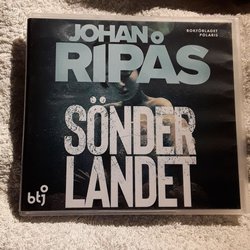 JOHAN
RIPÅS
BOKFÖRLAGET
POLARIS
SÖNDER
LANDET
btj